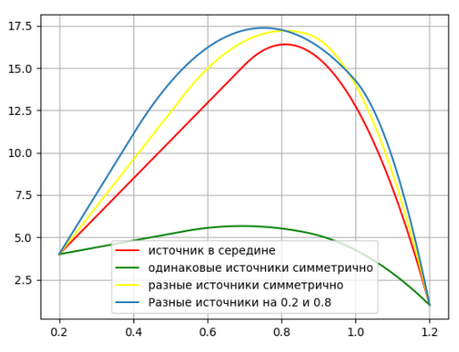 17.5
15.0
12.5
10.0
7.5
5.0
2.5
источник в середине
одинаковые источники симметрично
разные источники симметрично
Разные источники на 0.2 и 0.8
0.2 0.4 0.6 0.8 1.0 1.2